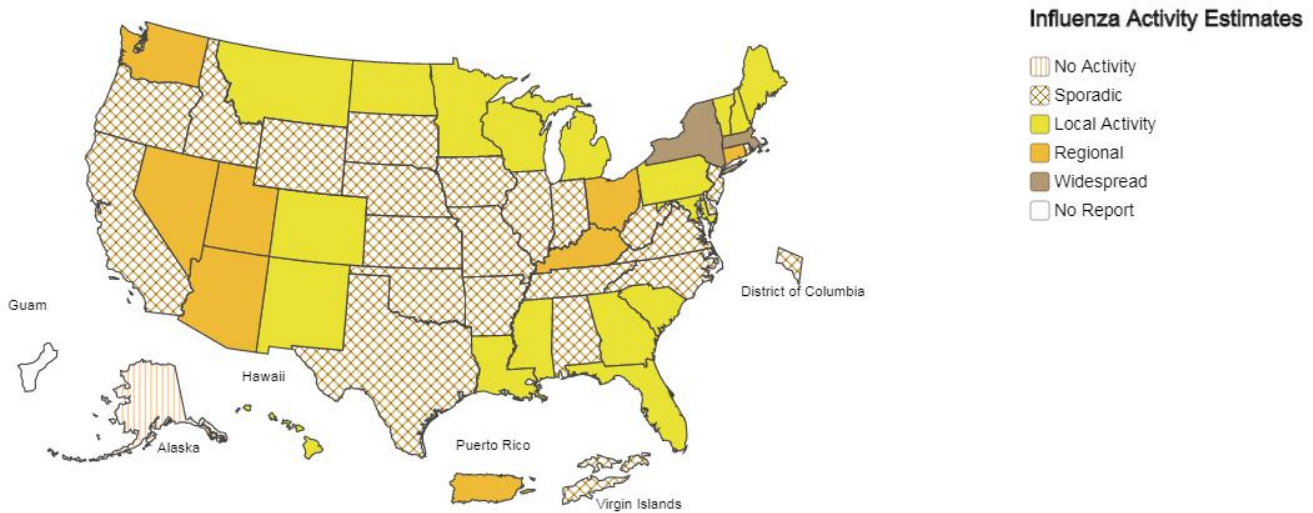 Influenza Activity Estimates
No Activity
Sporadic
Local Activity
Regional
Widespread
No Report
District of Columbia
Guam
Hawaii
Alaska
Puerto Rico
Virgin Islands